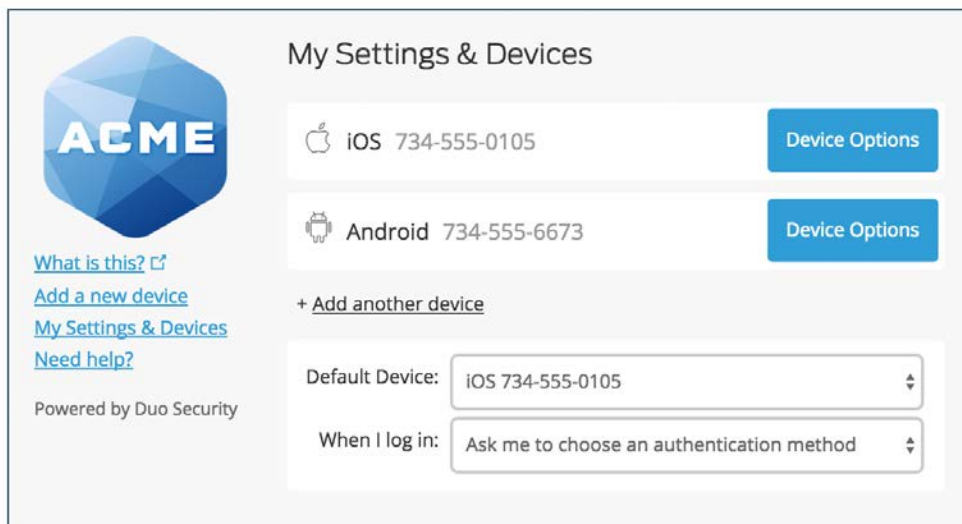 ACME
What is this?
Add a new device
My Settings & Devices
Need help?
Powered by Duo Security
My Settings & Devices
iOS 734-555-0105
Device Options
Android 734-555-6673
Device Options
+ Add another device
Default Device: iOS 734-555-0105
When I log in: Ask me to choose an authentication method